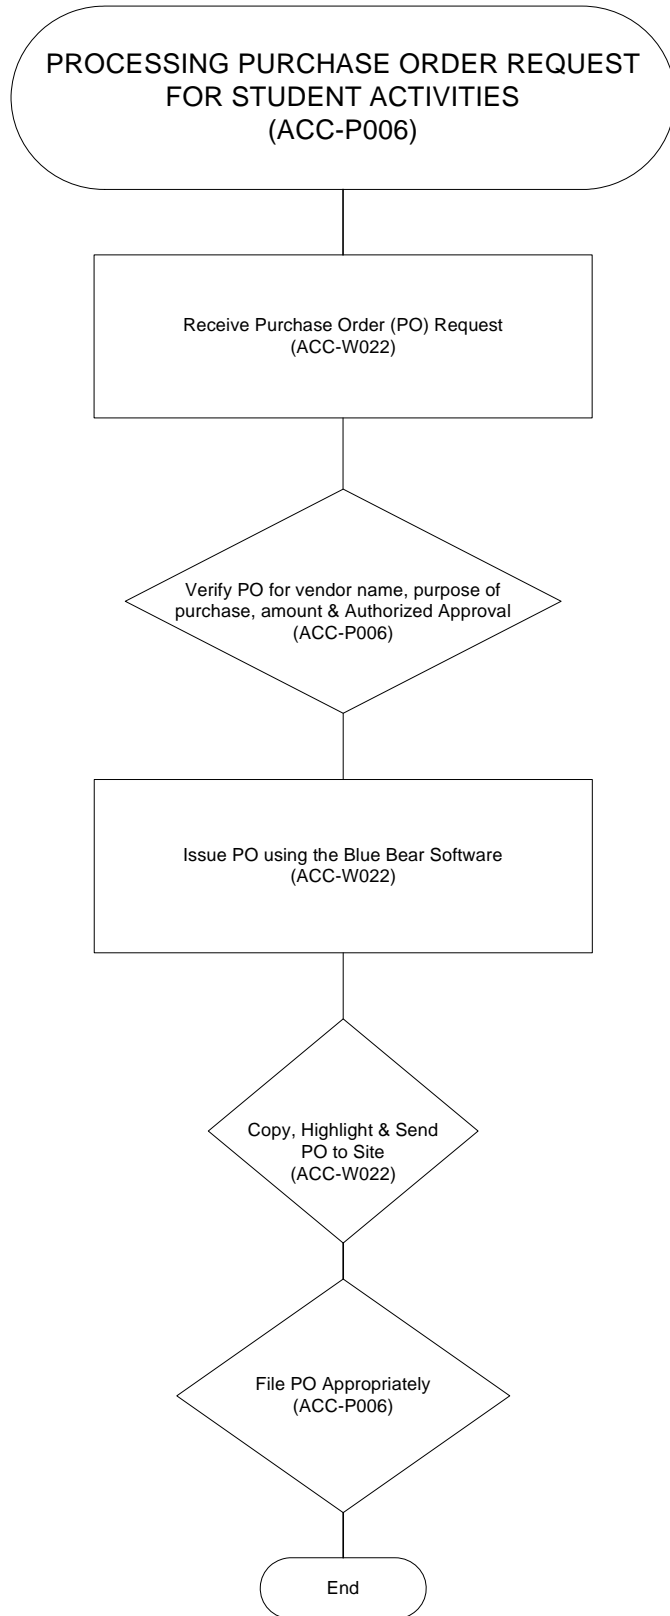 PROCESSING PURCHASE ORDER REQUEST
FOR STUDENT ACTIVITIES
(ACC-P006)
Receive Purchase Order (PO) Request
(ACC-W022)
Verify PO for vendor name, purpose of
purchase, amount & Authorized Approval
(ACC-P006)
Issue PO using the Blue Bear Software
(ACC-W022)
Copy, Highlight & Send
PO to Site
(ACC-W022)
File PO Appropriately
(ACC-P006)
End